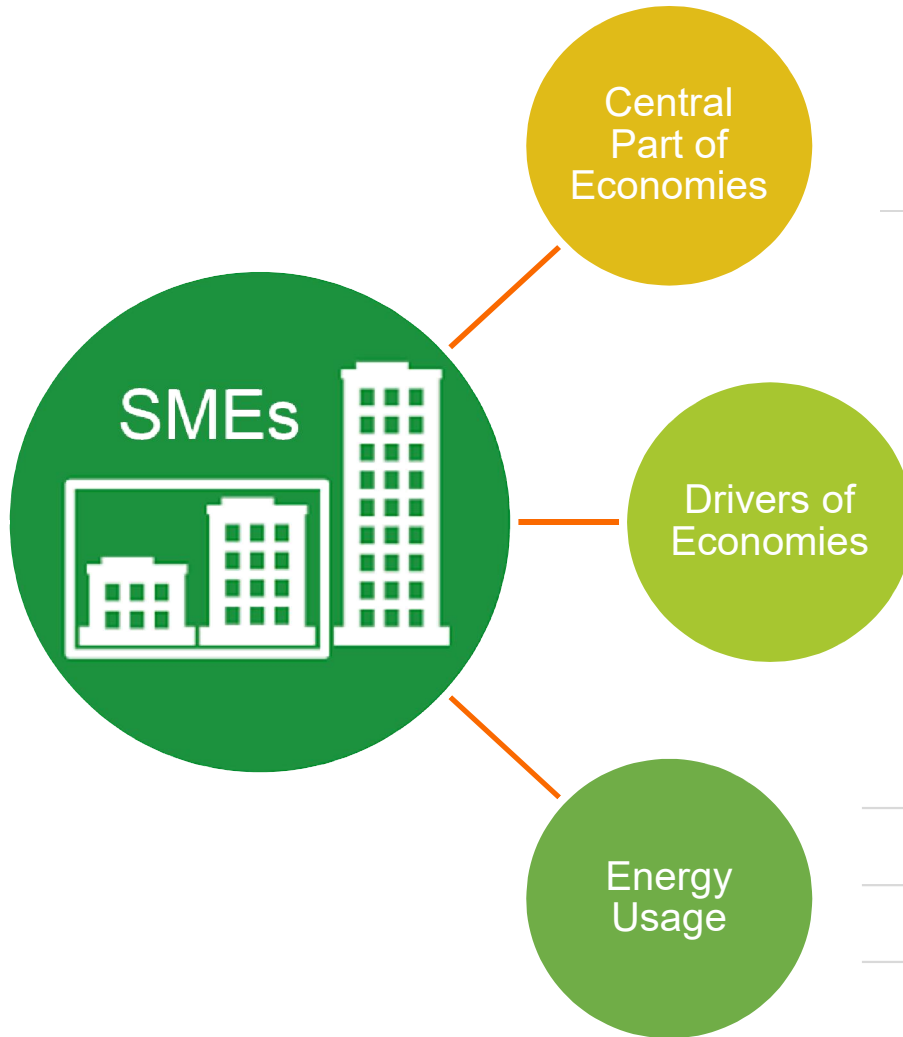 Central
Part of
Economies
SMEs
Drivers of
Economies
Energy
Usage